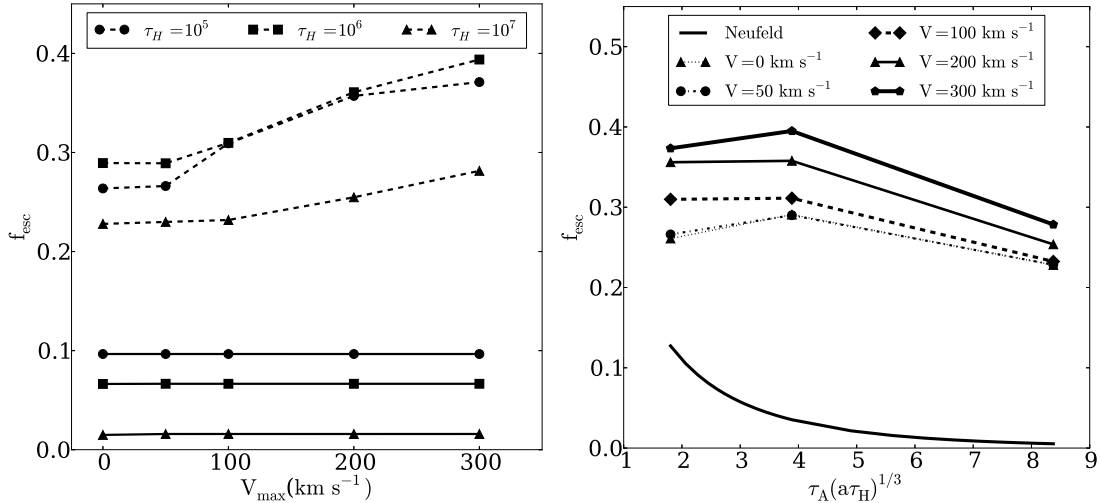 τ_H =10^5 τ_H =10^6 τ_H =10^7
0.4
0.3
0.2
0.1
0.0
f_esc
0 100 200 300
V_max(km s^−1)
Neufeld V=100 km s^−1
V=0 km s^−1 V=200 km s^−1
V=50 km s^−1 V=300 km s^−1
0.5
0.4
0.3
0.2
0.1
0.0
f_esc
1 2 3 4 5 6 7 8 9
τ_A(aτ_H)^1/3